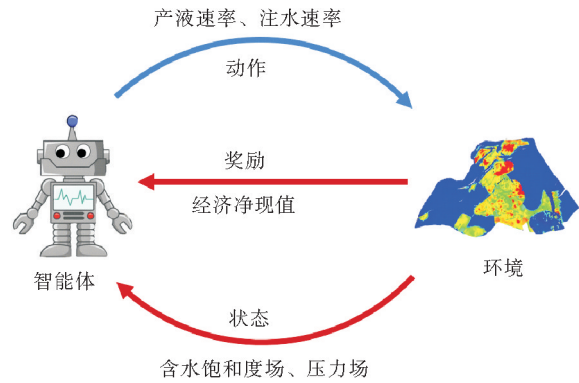 产液速率、注水速率
动作
奖励
经济净现值
智能体
环境
状态
含水饱和度场、压力场